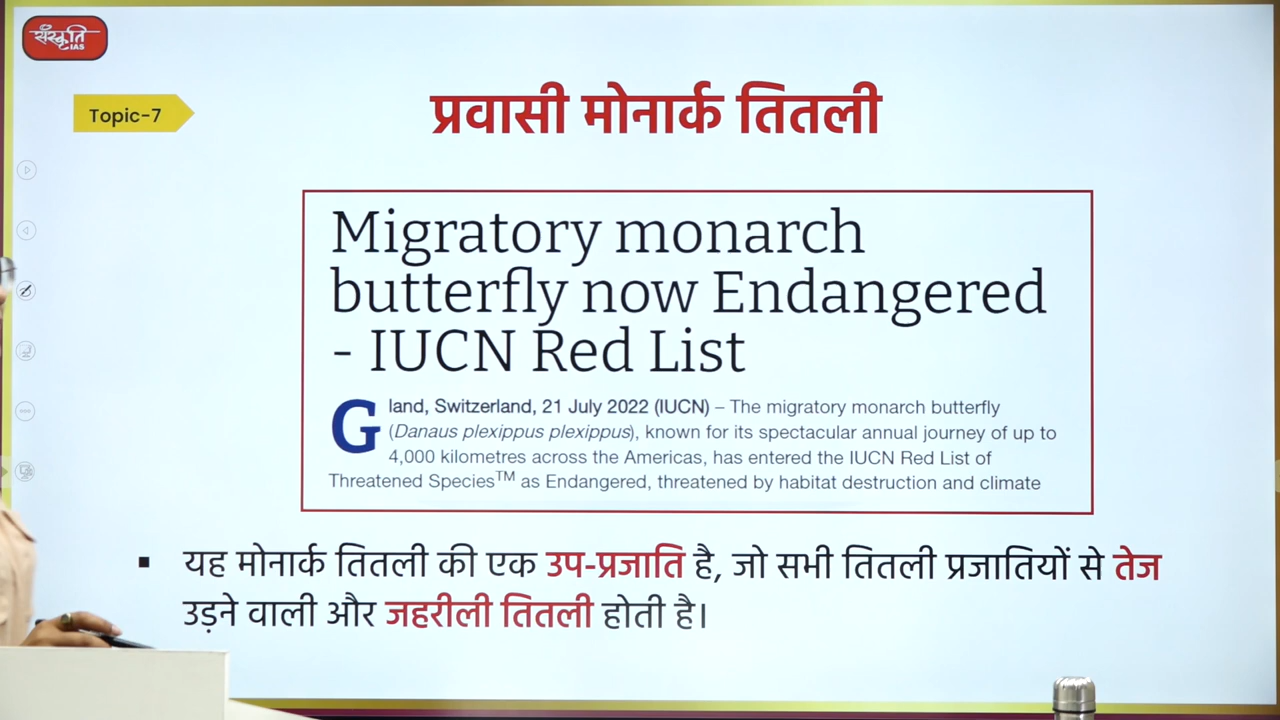 संस्कृति
IAS
Topic-7
प्रवासी मोनार्क तितली
Migratory monarch
butterfly now Endangered
- IUCN Red List
Gland, Switzerland, 21 July 2022 (IUCN) – The migratory monarch butterfly
(Danaus plexippus plexippus), known for its spectacular annual journey of up to
4,000 kilometres across the Americas, has entered the IUCN Red List of
Threatened Species™ as Endangered, threatened by habitat destruction and climate
▪ यह मोनार्क तितली की एक उप-प्रजाति है, जो सभी तितली प्रजातियों से तेज
उड़ने वाली और जहरीली तितली होती है।